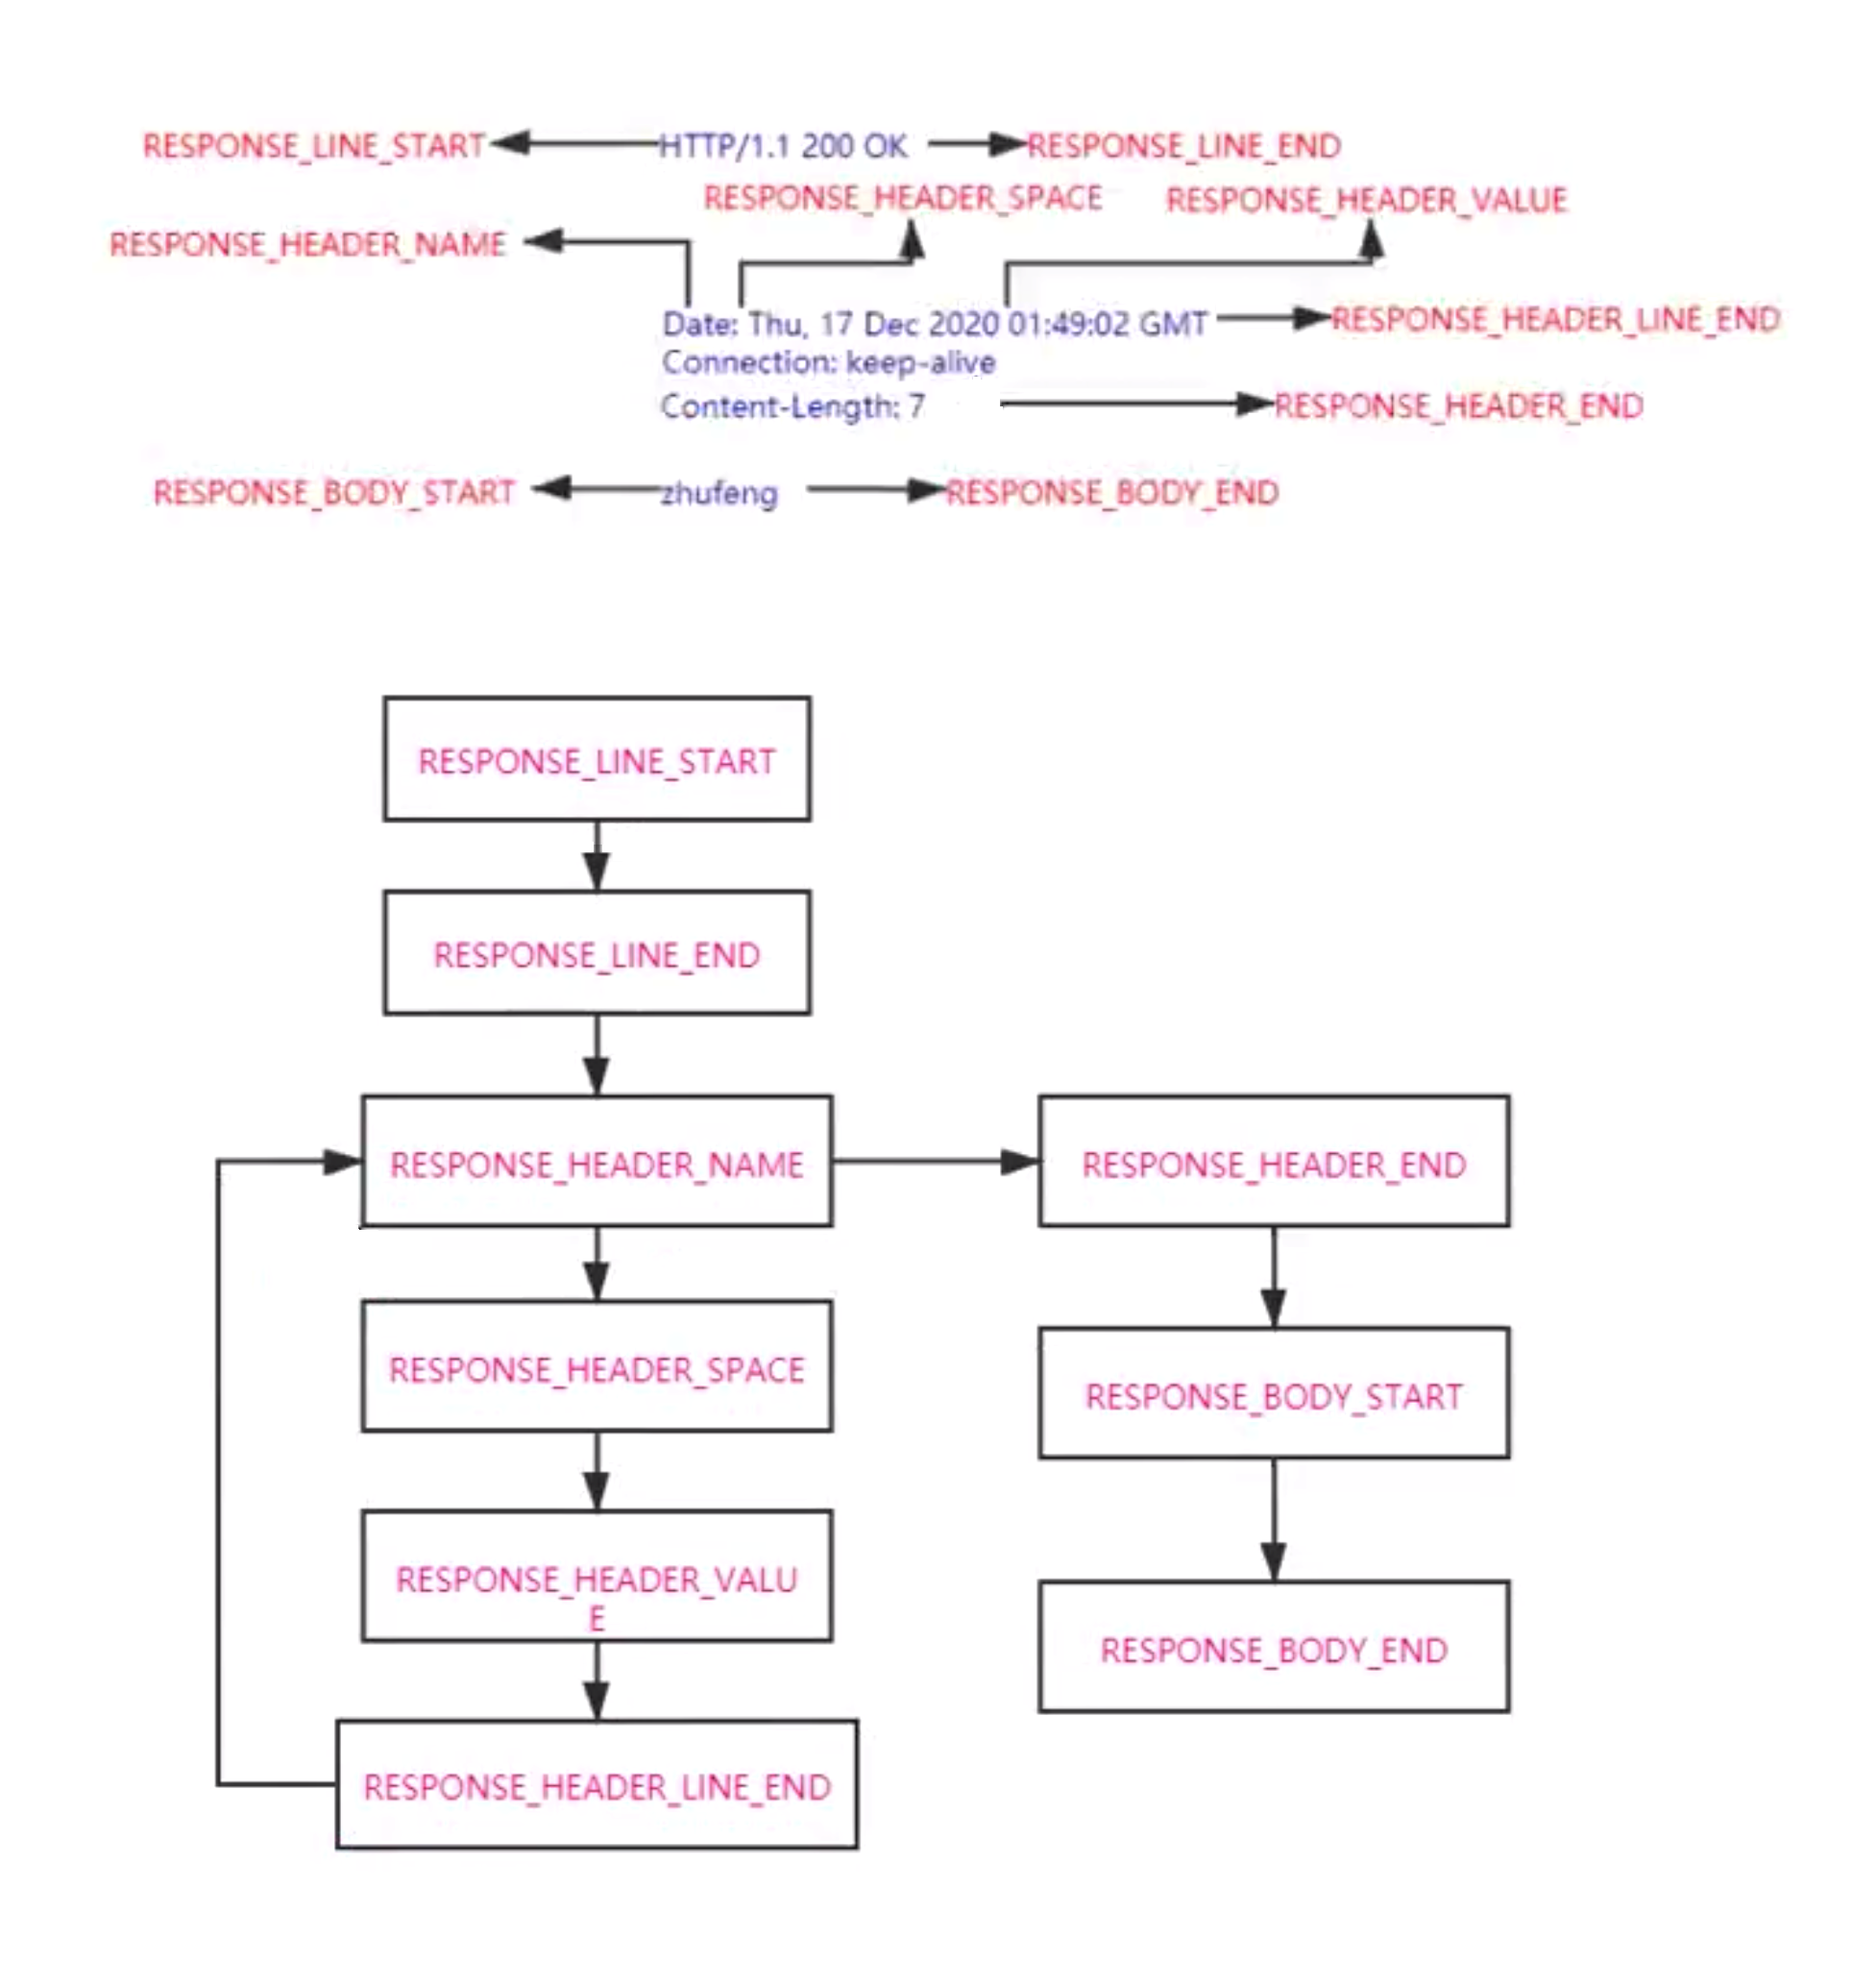 RESPONSE_LINE_START HTTP/1.1 200 OK RESPONSE_LINE_END
RESPONSE_HEADER_SPACE RESPONSE_HEADER_VALUE
RESPONSE_HEADER_NAME
Date: Thu, 17 Dec 2020 01:49:02 GMT RESPONSE_HEADER_LINE_END
Connection: keep-alive
Content-Length: 7 RESPONSE_HEADER_END
RESPONSE_BODY_START zhufeng RESPONSE_BODY_END
RESPONSE_LINE_START
RESPONSE_LINE_END
RESPONSE_HEADER_NAME
RESPONSE_HEADER_SPACE
RESPONSE_HEADER_VALU
E
RESPONSE_HEADER_LINE_END
RESPONSE_HEADER_END
RESPONSE_BODY_START
RESPONSE_BODY_END